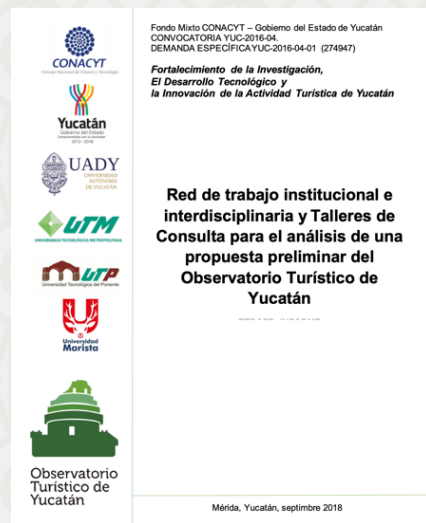 CONACYT
Consejo Nacional de Ciencia y Tecnología
Yucatán
Gobierno del Estado
2012 - 2018
UADY
UNIVERSIDAD
AUTÓNOMA
DE YUCATÁN
UTM
UNIVERSIDAD TECNOLÓGICA METROPOLITANA
UTP
Universidad Tecnológica del Poniente
Universidad
Marista
Observatorio
Turístico de
Yucatán
Fondo Mixto CONACYT – Gobierno del Estado de Yucatán
CONVOCATORIA YUC-2016-04.
DEMANDA ESPECÍFICAYUC-2016-04-01 (274947)
Fortalecimiento de la Investigación,
El Desarrollo Tecnológico y
la Innovación de la Actividad Turística de Yucatán
Red de trabajo institucional e
interdisciplinaria y Talleres de
Consulta para el análisis de una
propuesta preliminar del
Observatorio Turístico de
Yucatán
Mérida, Yucatán, septimbre 2018